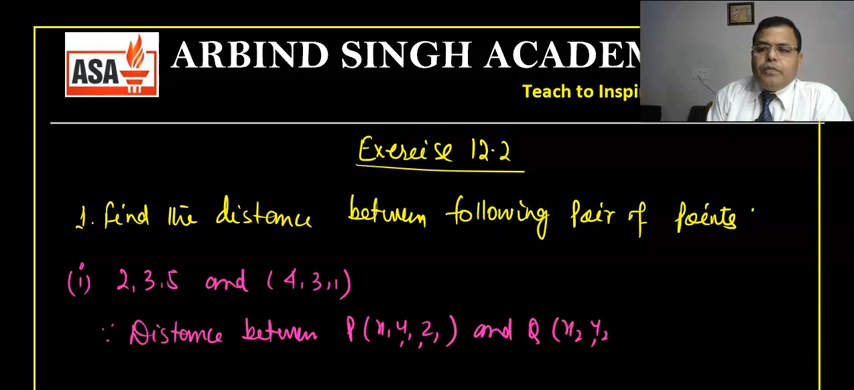 ASA
ARBIND SINGH ACADEM
Teach to Inspi
Exercise 12.2
1. Find the distance between following Pair of Points
(i) 2,3,5 and (4,3,1)
∵ Distance between P(x₁ y₁ z₁) and Q (x₂ y₂